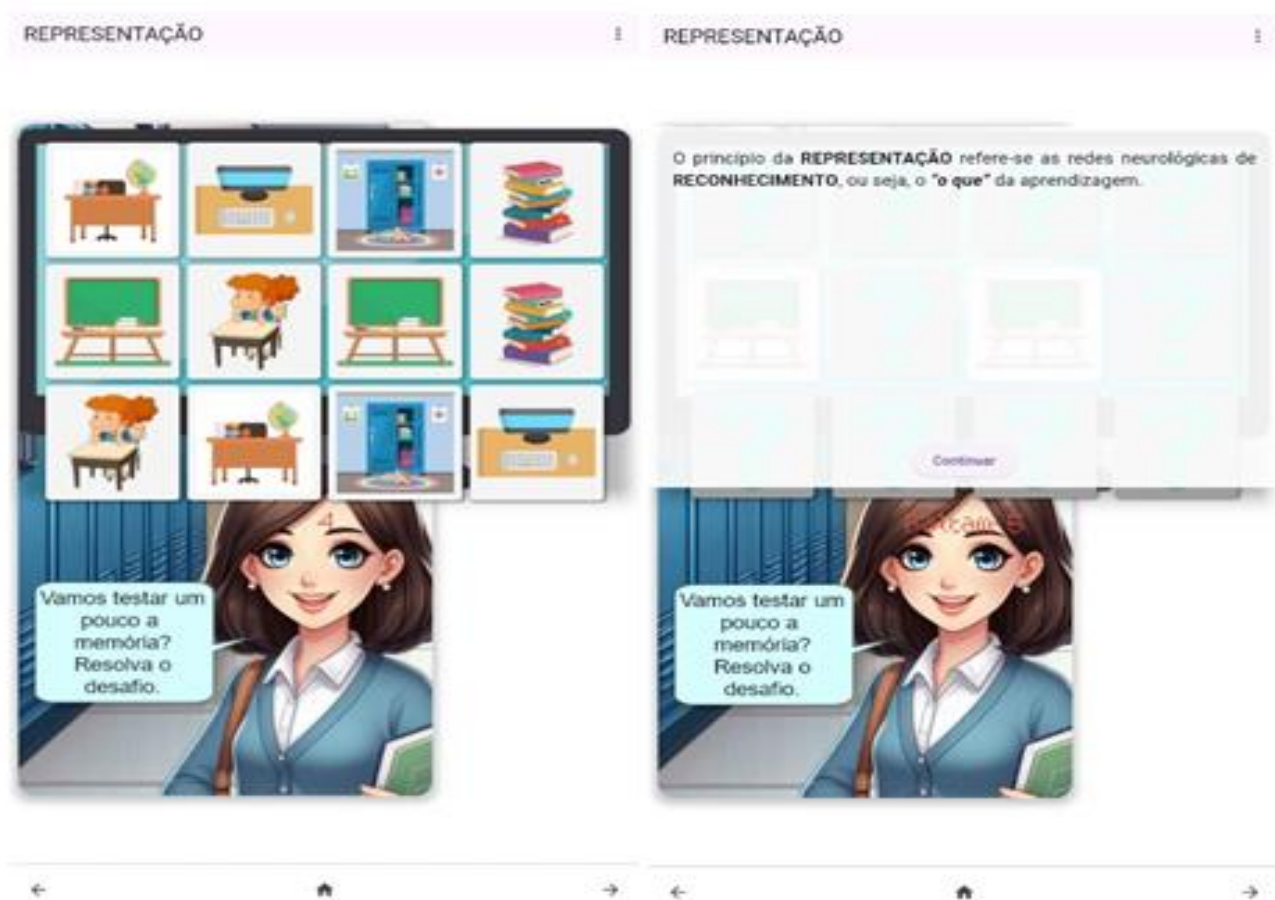 REPRESENTAÇÃO
4
Vamos testar um
pouco a
memória?
Resolva o
desafio.
REPRESENTAÇÃO
O princípio da REPRESENTAÇÃO refere-se as redes neurológicas de
RECONHECIMENTO, ou seja, o "o que" da aprendizagem.
Continuar
Vamos testar um
pouco a
memória?
Resolva o
desafio.